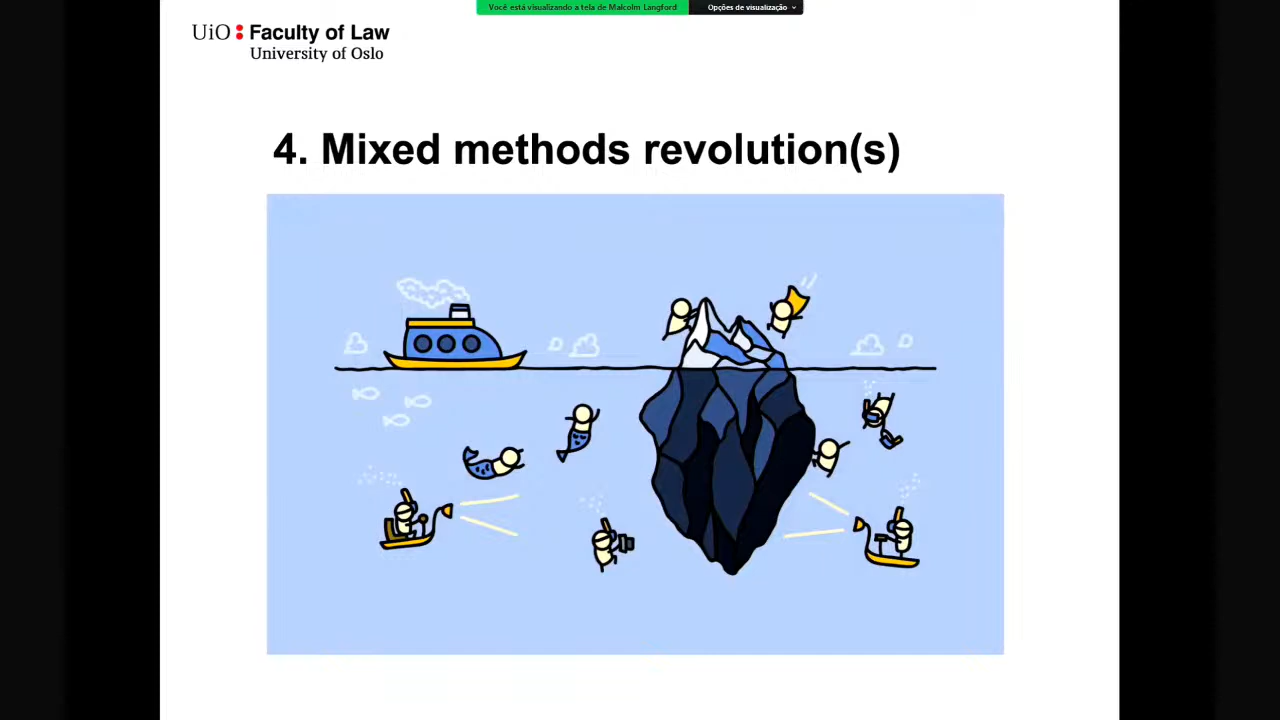 Você está visualizando a tela de Malcolm Langford
Opções de visualização
UiO: Faculty of Law
University of Oslo
4. Mixed methods revolution(s)